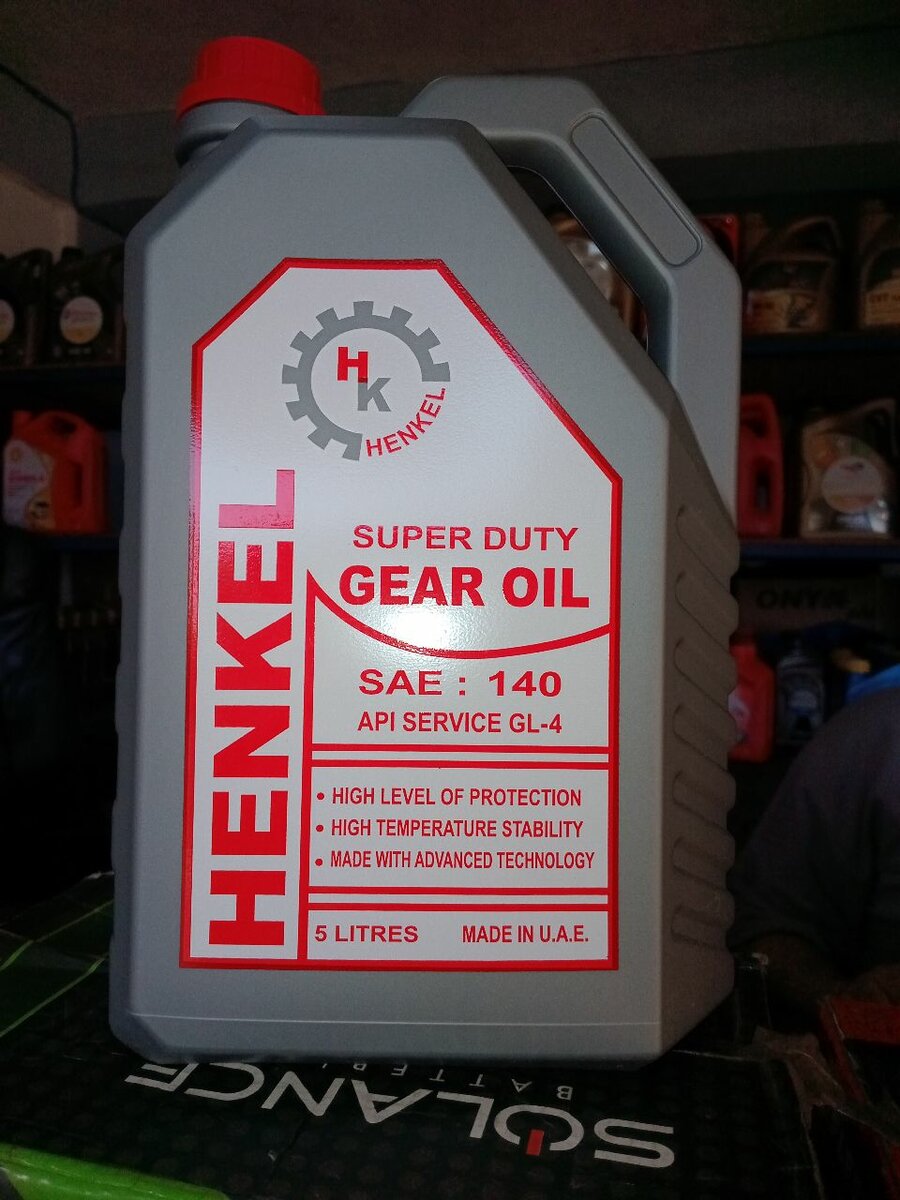 H
K
HENKEL
HENKEL
SUPER DUTY
GEAR OIL
SAE : 140
API SERVICE GL-4
• HIGH LEVEL OF PROTECTION
• HIGH TEMPERATURE STABILITY
• MADE WITH ADVANCED TECHNOLOGY
5 LITRES MADE IN U.A.E.
SOLANCE